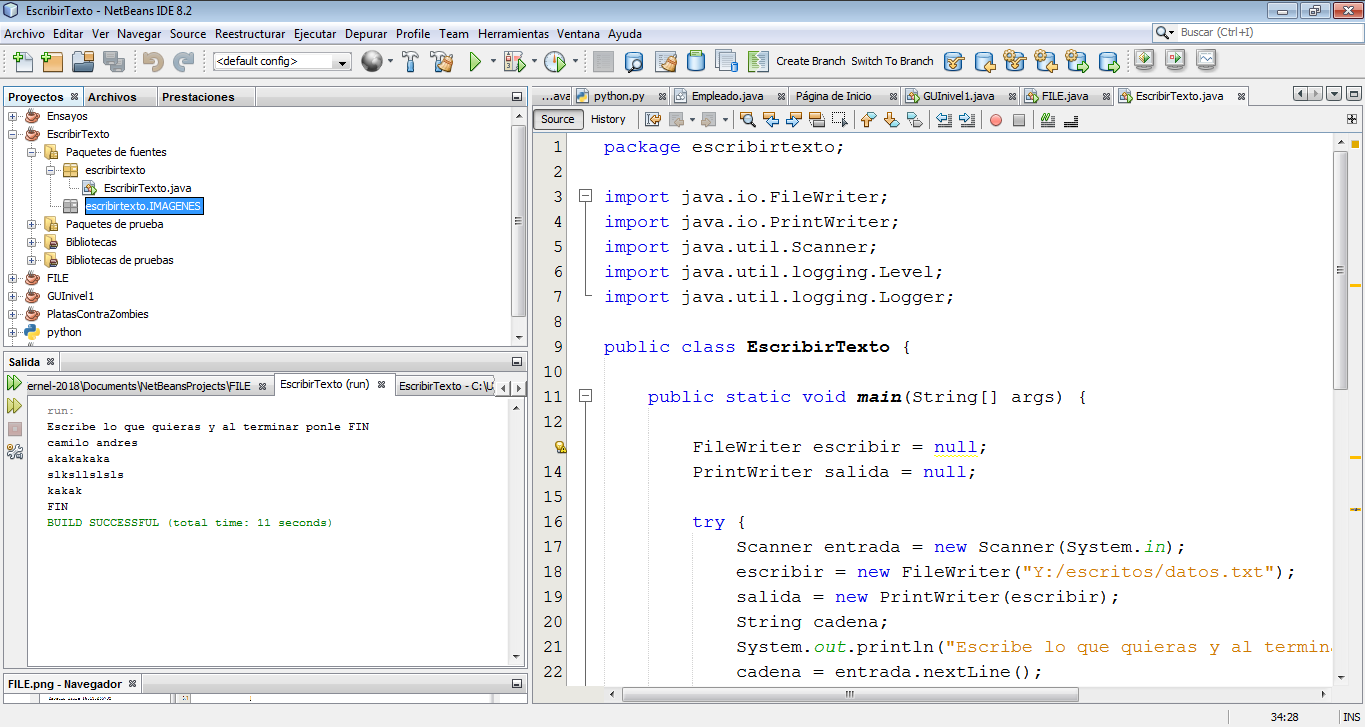 EscribirTexto - NetBeans IDE 8.2
Archivo Editar Ver Navegar Source Reestructurar Ejecutar Depurar Profile Team Herramientas Ventana Ayuda
Buscar (Ctrl+I)
<default config>
Create Branch Switch To Branch
Proyectos Archivos Prestaciones
Ensayos
EscribirTexto
Paquetes de fuentes
escribirtexto
EscribirTexto.java
escribirtexto.IMAGENES
Paquetes de prueba
Bibliotecas
Bibliotecas de pruebas
FILE
GUInivel1
PlatasContraZombies
python
Salida
ernel-2018\Documents\NetBeansProjects\FILE EscribirTexto (run) EscribirTexto - C:\U
run:
Escribe lo que quieras y al terminar ponle FIN
camilo andres
akakakaka
slksllslsls
kakak
FIN
BUILD SUCCESSFUL (total time: 11 seconds)
FILE.png - Navegador
...ava python.py Empleado.java Página de Inicio GUInivel1.java FILE.java EscribirTexto.java
Source History
1 package escribirtexto;
2
3 import java.io.FileWriter;
4 import java.io.PrintWriter;
5 import java.util.Scanner;
6 import java.util.logging.Level;
7 import java.util.logging.Logger;
8
9 public class EscribirTexto {
10
11 public static void main(String[] args) {
12
FileWriter escribir = null;
14 PrintWriter salida = null;
15
16 try {
17 Scanner entrada = new Scanner(System.in);
18 escribir = new FileWriter("Y:/escritos/datos.txt");
19 salida = new PrintWriter(escribir);
20 String cadena;
21 System.out.println("Escribe lo que quieras y al termin
22 cadena = entrada.nextLine();
34:28 INS